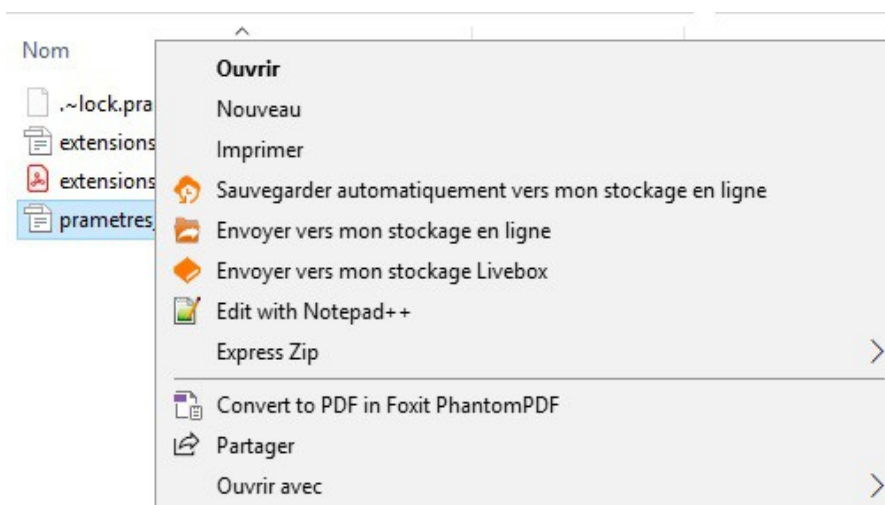 Nom
.~lock.pra
extensions
extensions
prametres_
Ouvrir
Nouveau
Imprimer
Sauvegarder automatiquement vers mon stockage en ligne
Envoyer vers mon stockage en ligne
Envoyer vers mon stockage Livebox
Edit with Notepad++
Express Zip
Convert to PDF in Foxit PhantomPDF
Partager
Ouvrir avec